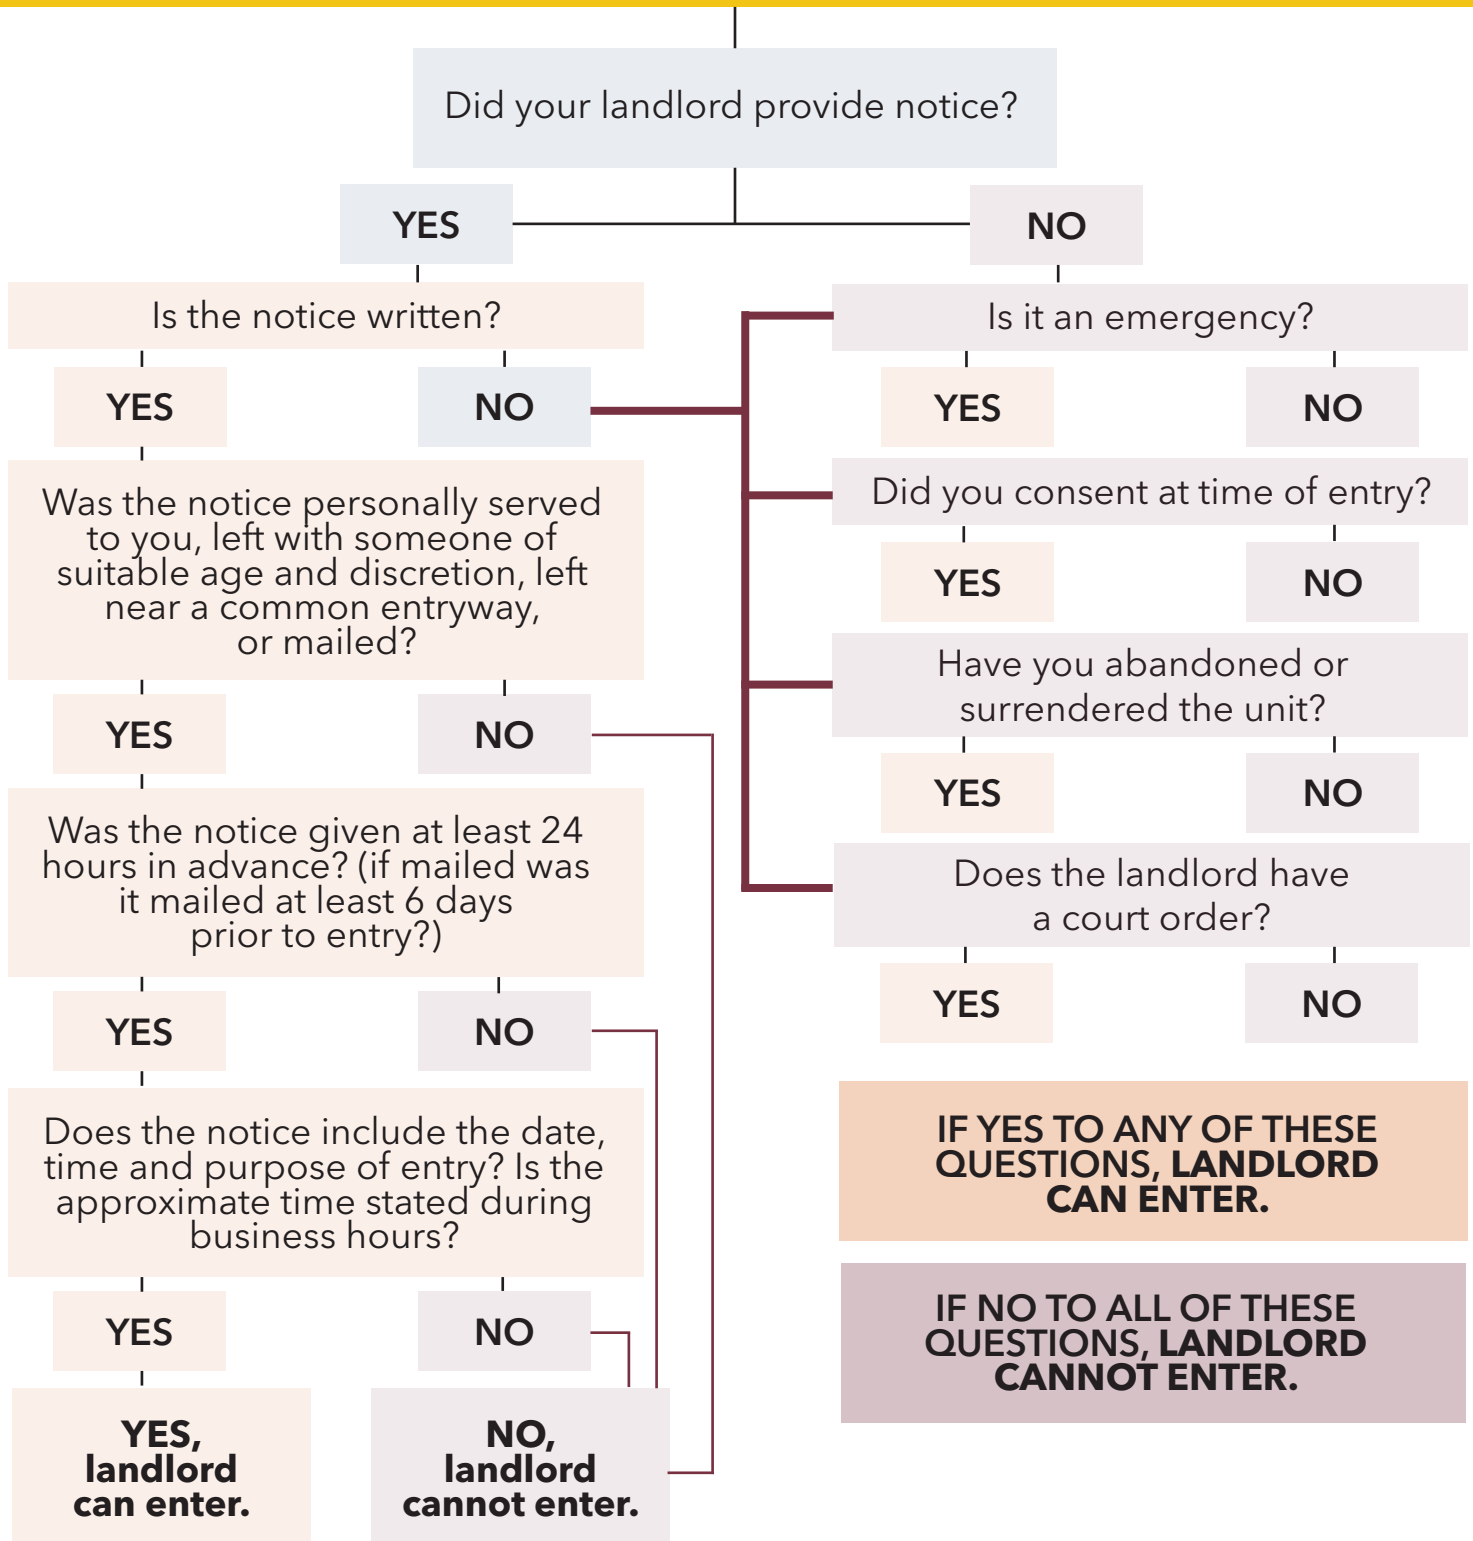 Did your landlord provide notice?
YES
NO
Is the notice written?
YES
NO
Was the notice personally served
to you, left with someone of
suitable age and discretion, left
near a common entryway,
or mailed?
YES
NO
Was the notice given at least 24
hours in advance? (if mailed was
it mailed at least 6 days
prior to entry?)
YES
NO
Does the notice include the date,
time and purpose of entry? Is the
approximate time stated during
business hours?
YES
NO
YES,
landlord
can enter.
NO,
landlord
cannot enter.
Is it an emergency?
YES
NO
Did you consent at time of entry?
YES
NO
Have you abandoned or
surrendered the unit?
YES
NO
Does the landlord have
a court order?
YES
NO
IF YES TO ANY OF THESE
QUESTIONS, LANDLORD
CAN ENTER.
IF NO TO ALL OF THESE
QUESTIONS, LANDLORD
CANNOT ENTER.